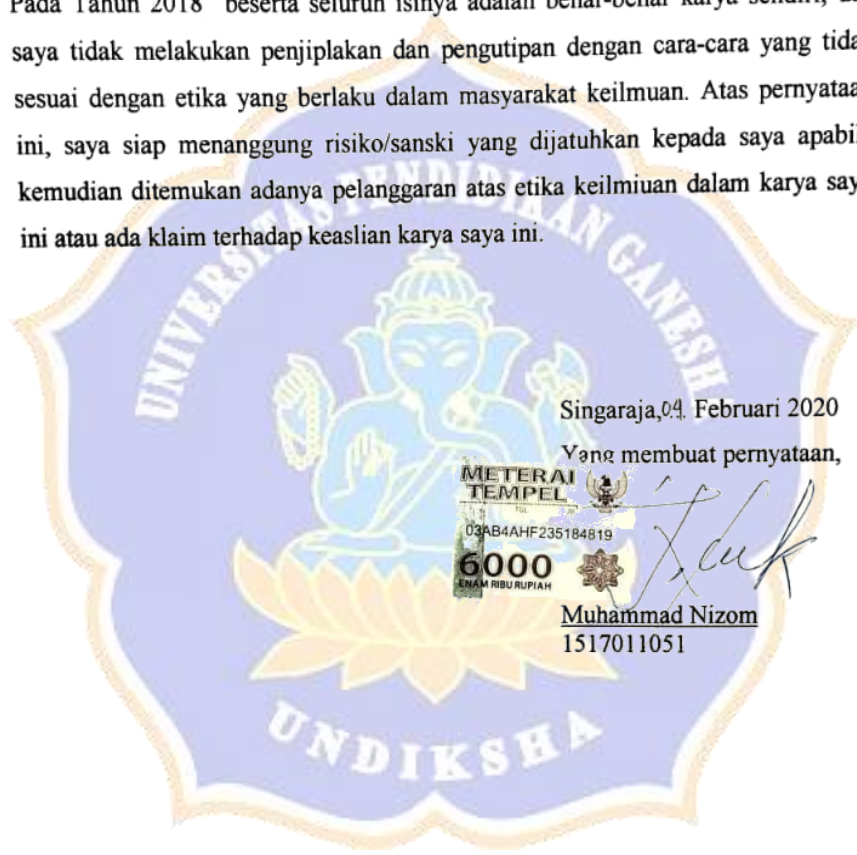 Pada Tahun 2018" beserta seluruh isinya adalah benar-benar karya sendiri,
saya tidak melakukan penjiplakan dan pengutipan dengan cara-cara yang tida
sesuai dengan etika yang berlaku dalam masyarakat keilmuan. Atas pernyataa
ini, saya siap menanggung risiko/sanski yang dijatuhkan kepada saya apabil
kemudian ditemukan adanya pelanggaran atas etika keilmiuan dalam karya say
ini atau ada klaim terhadap keaslian karya saya ini.
UNIVERSITAS PENDIDIKAN GANESHA
Singaraja, 04. Februari 2020
Yang membuat pernyataan,
METERAI
TEMPEL
TGL. 20
03AB4AHF235184819
6000
ENAM RIBU RUPIAH
Muhammad Nizom
1517011051
UNDIKSHA